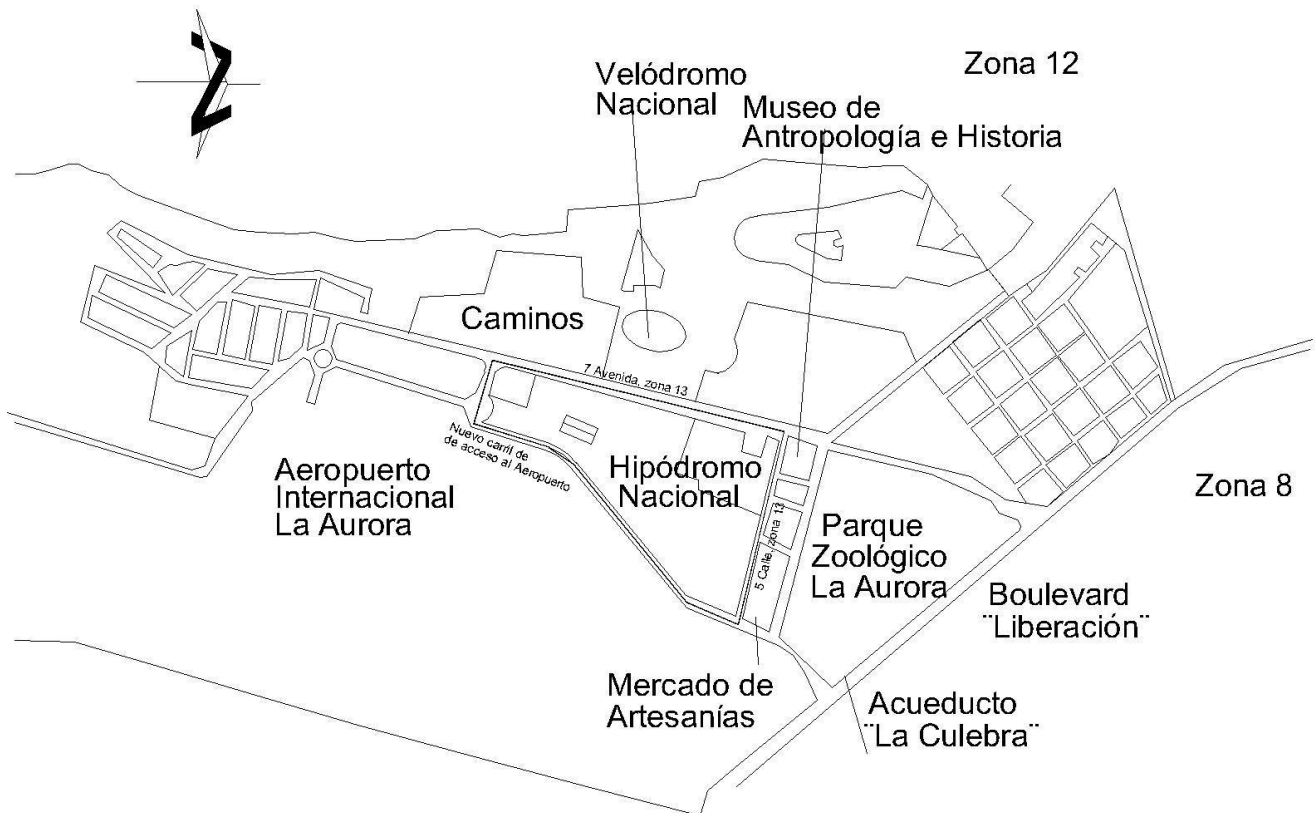 Zona 12
Velódromo
Nacional
Museo de
Antropología e Historia
Caminos
7 Avenida, zona 13
Nuevo carril de
de acceso al Aeropuerto
Hipódromo
Nacional
Aeropuerto
Internacional
La Aurora
5 Calle, zona 13
Parque
Zoológico
La Aurora
Zona 8
Boulevard
¨Liberación¨
Mercado de
Artesanías
Acueducto
¨La Culebra¨